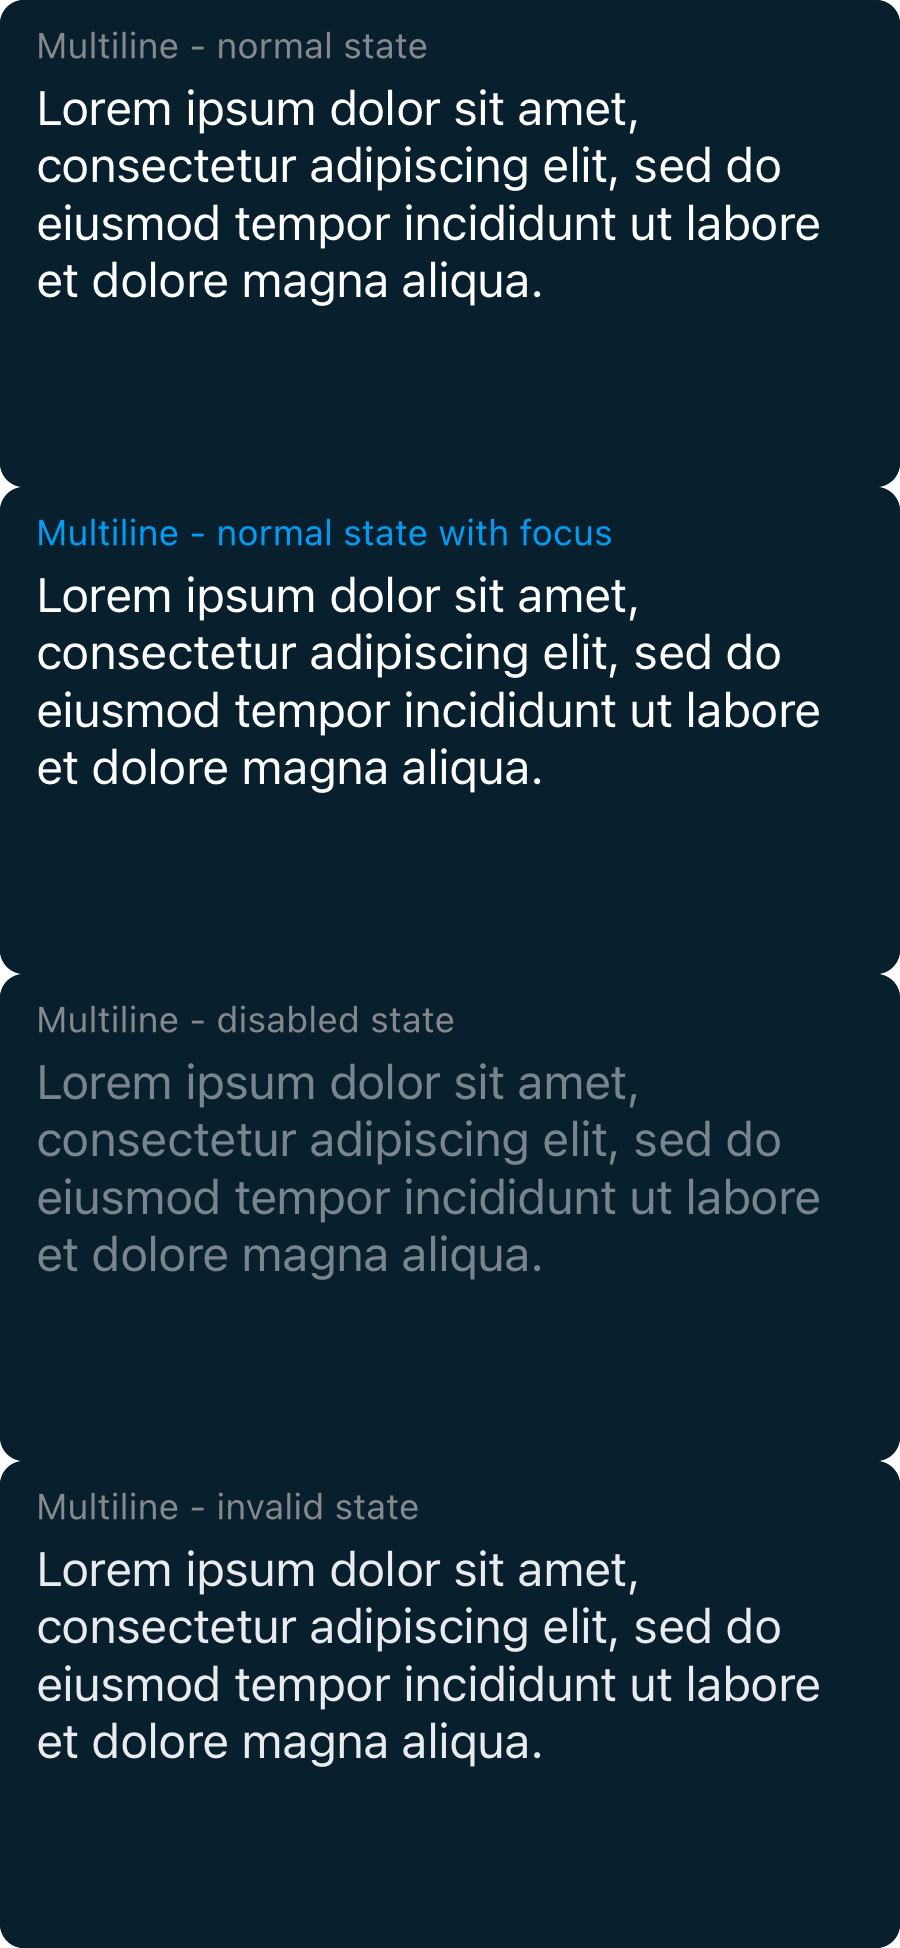 Multiline - normal state
Lorem ipsum dolor sit amet,
consectetur adipiscing elit, sed do
eiusmod tempor incididunt ut labore
et dolore magna aliqua.
Multiline - normal state with focus
Lorem ipsum dolor sit amet,
consectetur adipiscing elit, sed do
eiusmod tempor incididunt ut labore
et dolore magna aliqua.
Multiline - disabled state
Lorem ipsum dolor sit amet,
consectetur adipiscing elit, sed do
eiusmod tempor incididunt ut labore
et dolore magna aliqua.
Multiline - invalid state
Lorem ipsum dolor sit amet,
consectetur adipiscing elit, sed do
eiusmod tempor incididunt ut labore
et dolore magna aliqua.